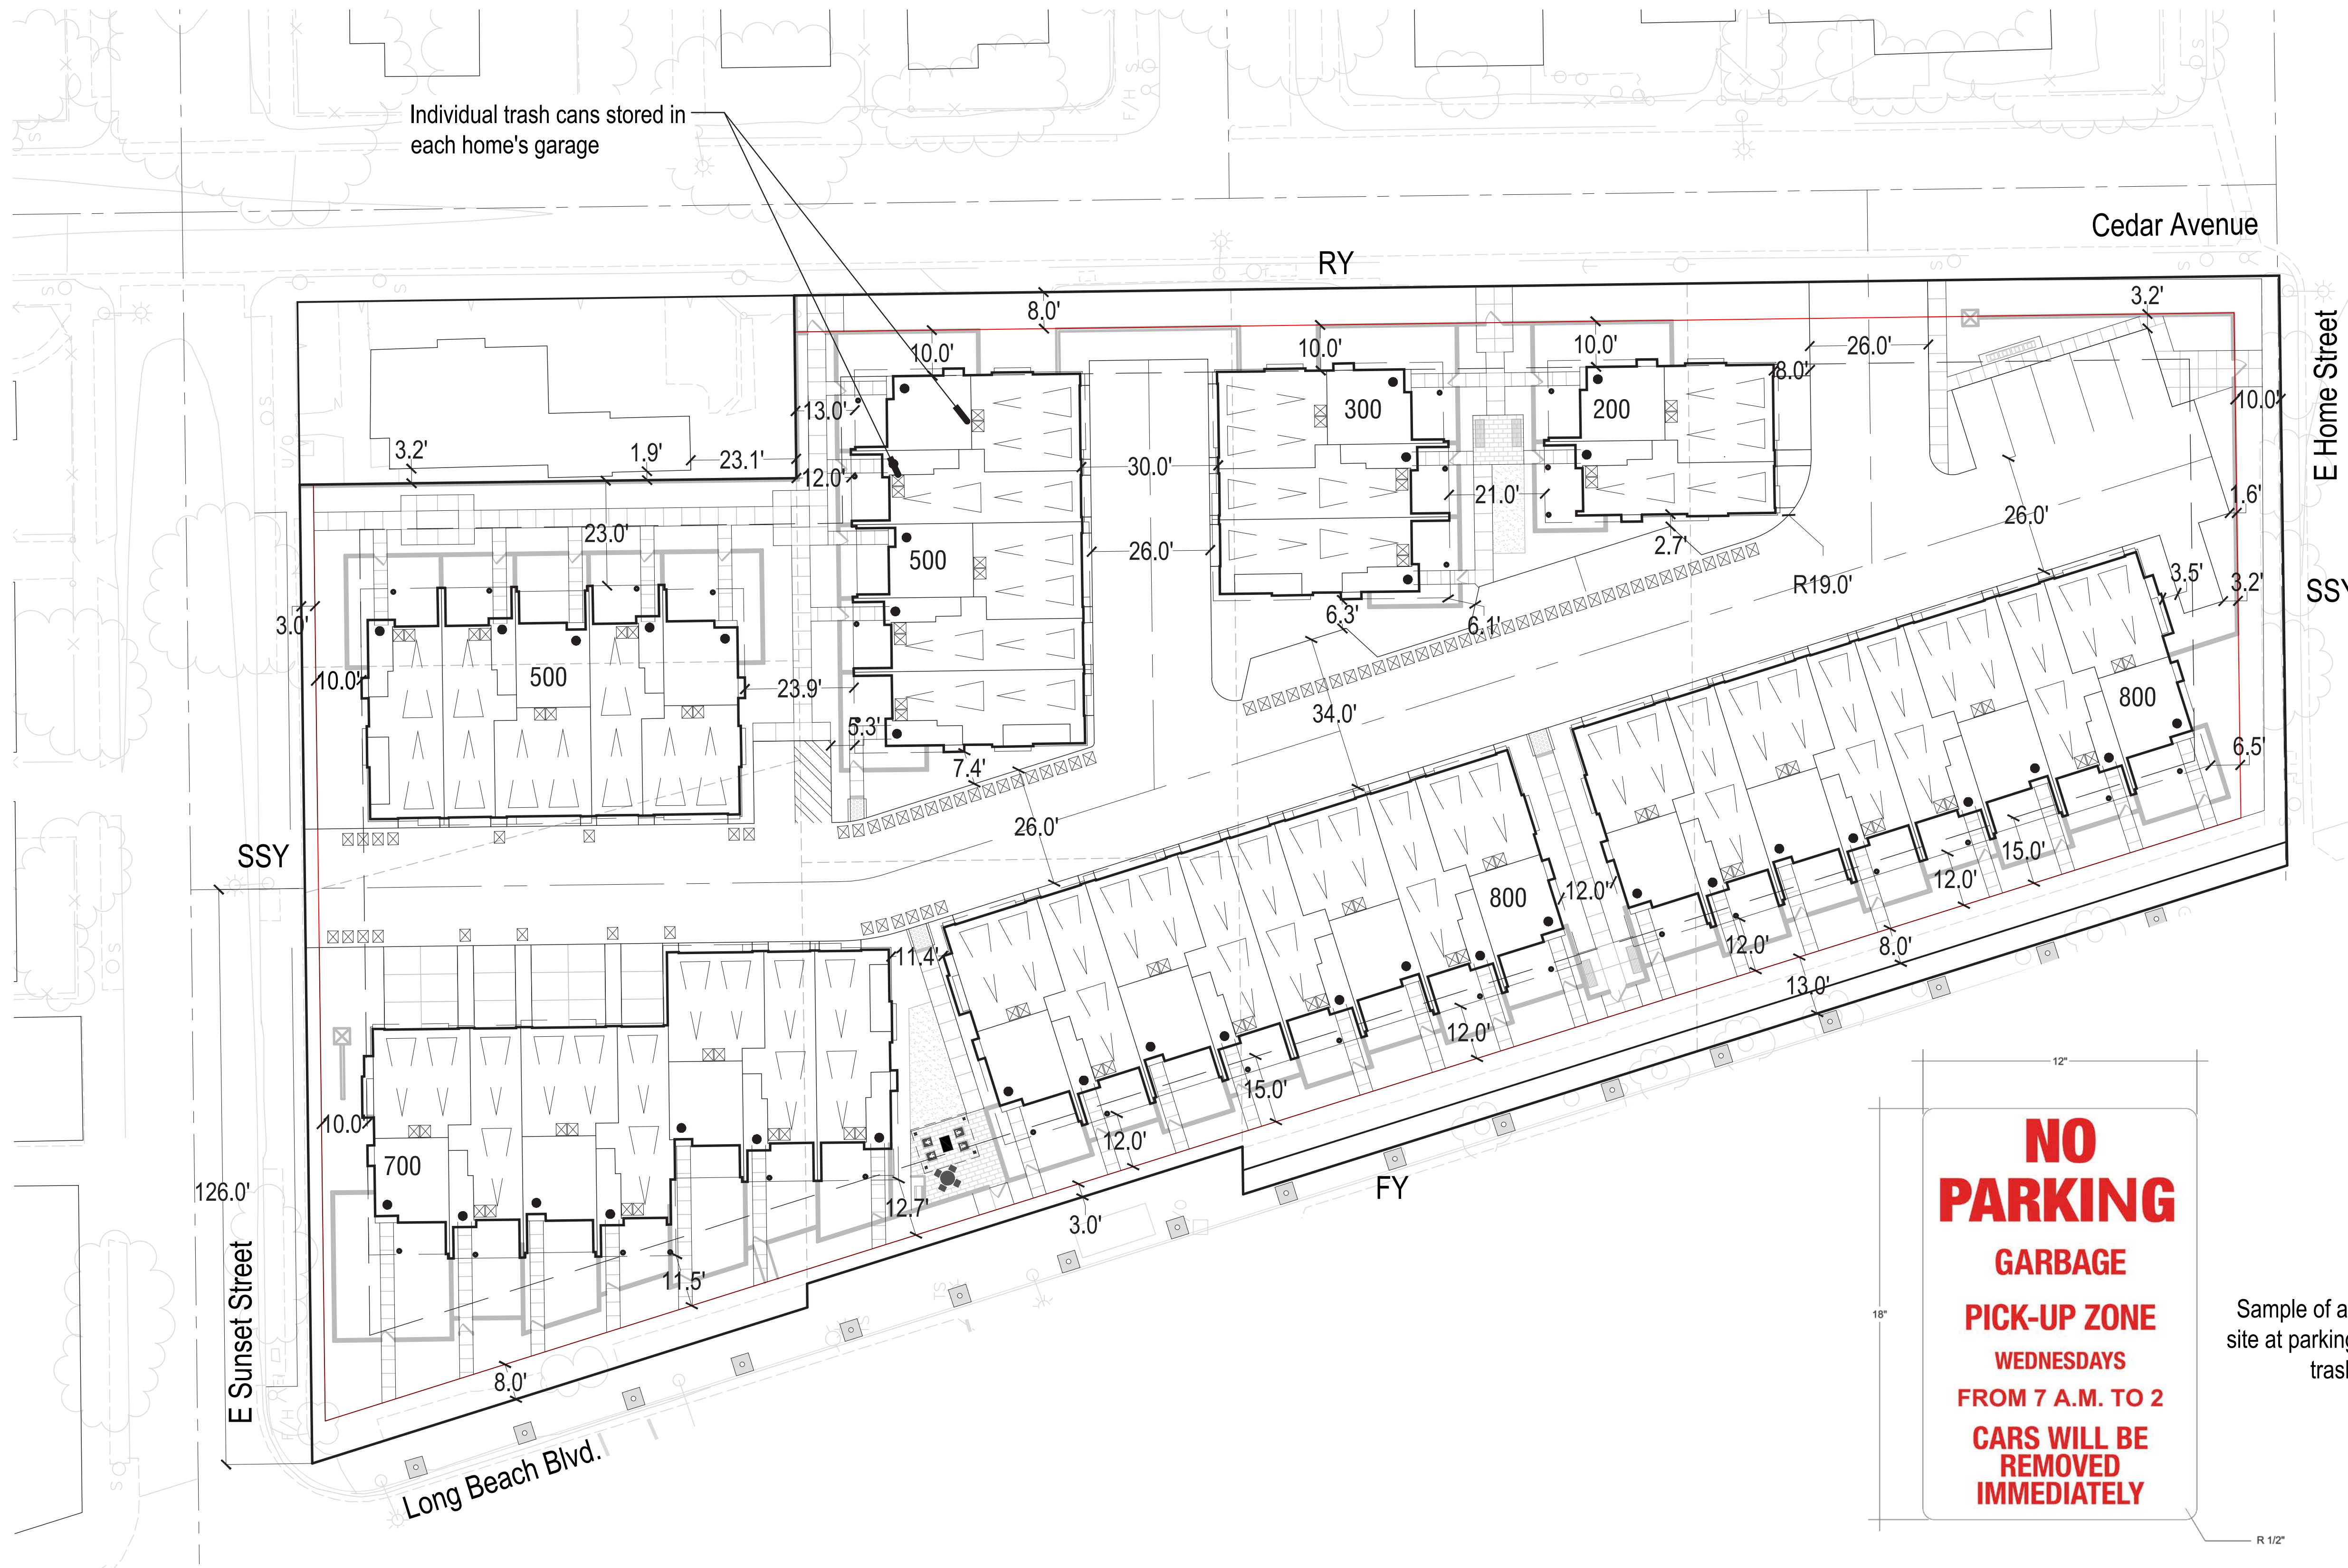 Individual trash cans stored in
each home's garage
Cedar Avenue
RY
8.0'
3.2'
10.0'
10.0'
10.0'
26.0'
8.0'
13.0'
300
200
10.0'
E Home Street
3.2'
1.9'
23.1'
12.0'
30.0'
21.0'
1.6'
23.0'
500
26.0'
2.7'
26.0'
R19.0'
3.5'
3.2'
SSY
3.0'
6.3'
6.1'
10.0'
500
23.9'
5.3'
7.4'
34.0'
800
6.5'
SSY
26.0'
800
12.0'
15.0'
12.0'
11.4'
12.0'
8.0'
13.0'
12.0'
15.0'
12.0'
10.0'
700
126.0'
12.7'
3.0'
FY
11.5'
8.0'
E Sunset Street
Long Beach Blvd.
12"
18"
NO
PARKING
GARBAGE
PICK-UP ZONE
WEDNESDAYS
FROM 7 A.M. TO 2
CARS WILL BE
REMOVED
IMMEDIATELY
R 1/2"
Sample of a
site at parking